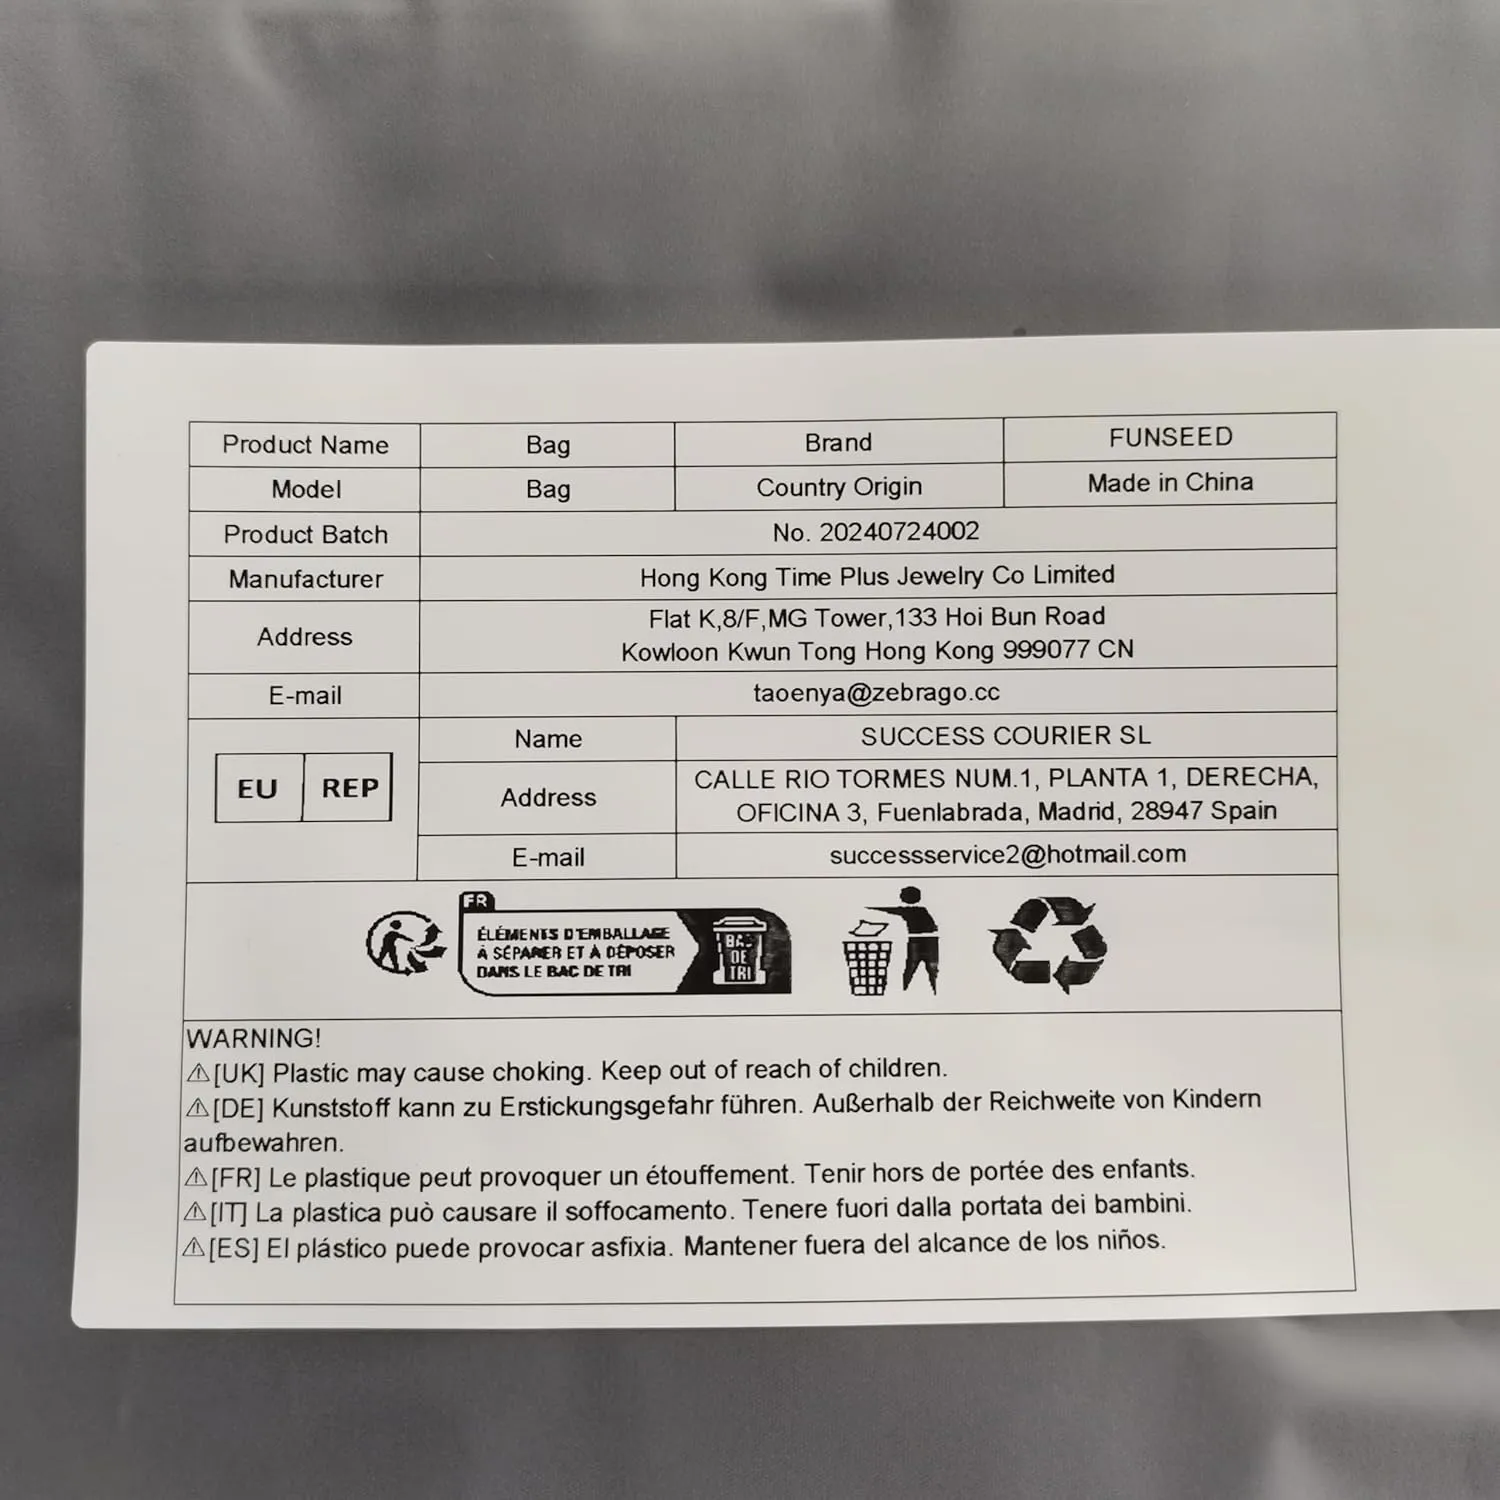 Product Name Bag Brand FUNSEED
Model Bag Country Origin Made in China
Product Batch No. 20240724002
Manufacturer Hong Kong Time Plus Jewelry Co Limited
Address Flat K,8/F,MG Tower,133 Hoi Bun Road
Kowloon Kwun Tong Hong Kong 999077 CN
E-mail taoenya@zebrago.cc
EU REP
Name SUCCESS COURIER SL
Address CALLE RIO TORMES NUM.1, PLANTA 1, DERECHA,
OFICINA 3, Fuenlabrada, Madrid, 28947 Spain
E-mail successservice2@hotmail.com
FR
ÉLÉMENTS D'EMBALLAGE
À SÉPARER ET À DÉPOSER
DANS LE BAC DE TRI
BAC
DE
TRI
WARNING!
⚠[UK] Plastic may cause choking. Keep out of reach of children.
⚠[DE] Kunststoff kann zu Erstickungsgefahr führen. Außerhalb der Reichweite von Kindern
aufbewahren.
⚠[FR] Le plastique peut provoquer un étouffement. Tenir hors de portée des enfants.
⚠[IT] La plastica può causare il soffocamento. Tenere fuori dalla portata dei bambini.
⚠[ES] El plástico puede provocar asfixia. Mantener fuera del alcance de los niños.